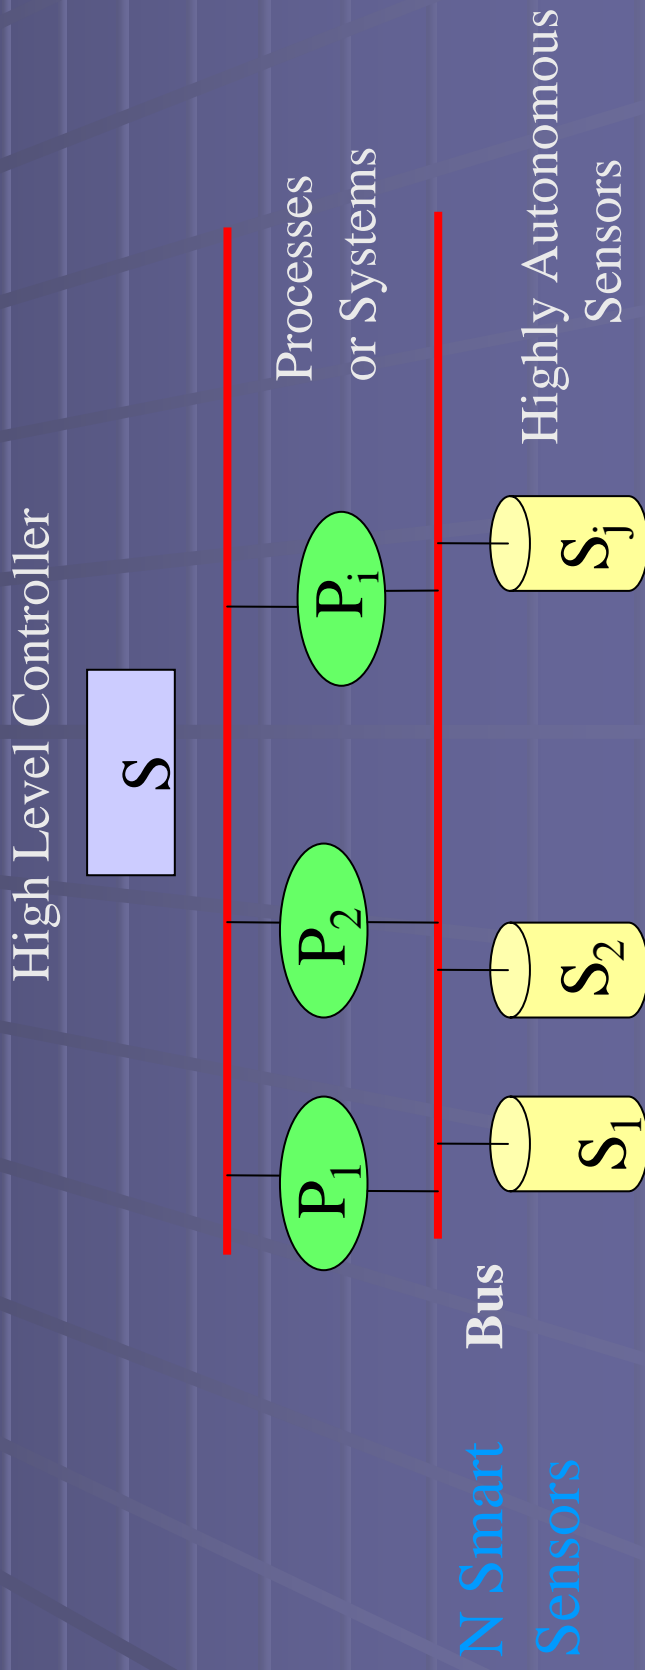 High Level Controller
S
P1
P2
Pi
Processes
or Systems
Bus
N Smart
Sensors
S1
S2
Sj
Highly Autonomous
Sensors